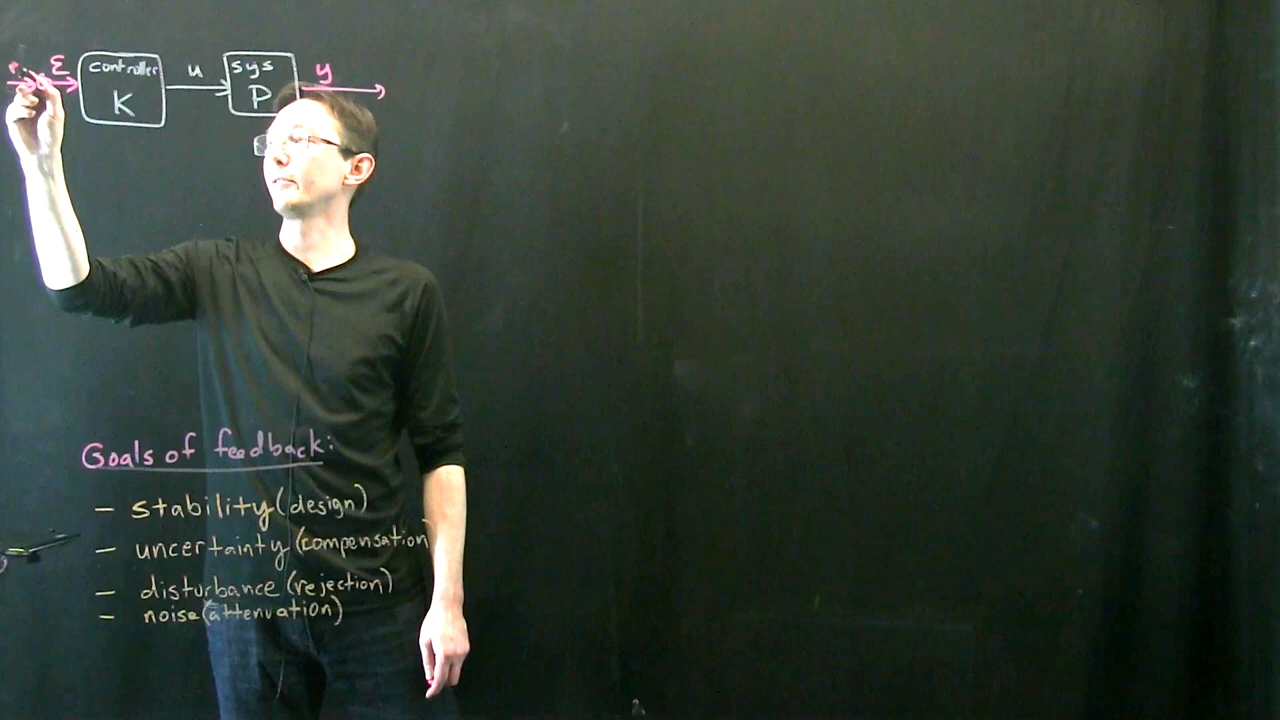 r ε controller u sys y
K P
Goals of feedback:
- stability (design)
- uncertainty (compensation)
- disturbance (rejection)
- noise (attenuation)